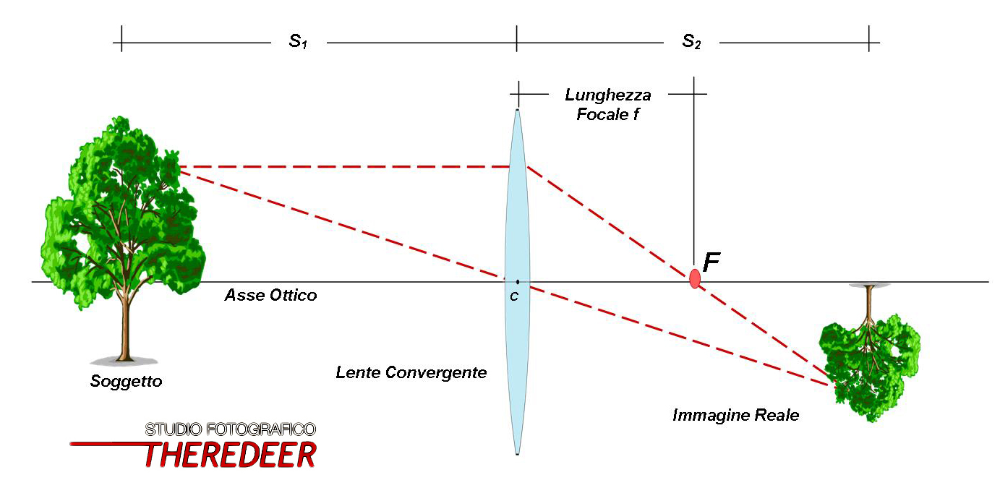 S₁
S₂
Lunghezza
Focale f
F
Asse Ottico
c
Lente Convergente
Soggetto
Immagine Reale
STUDIO FOTOGRAFICO
THEREDEER